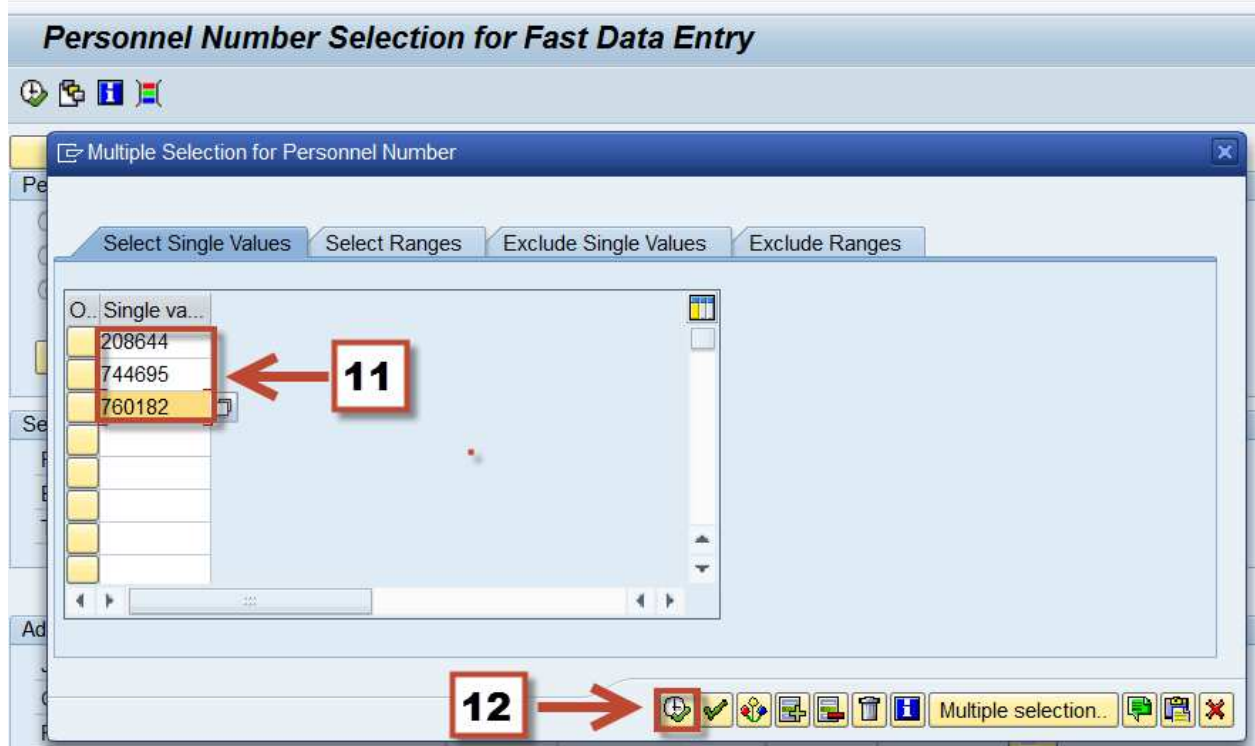 Personnel Number Selection for Fast Data Entry
Multiple Selection for Personnel Number
Pe
Select Single Values Select Ranges Exclude Single Values Exclude Ranges
O.. Single va...
208644
744695
11
760182
Se
Ad
12
Multiple selection..